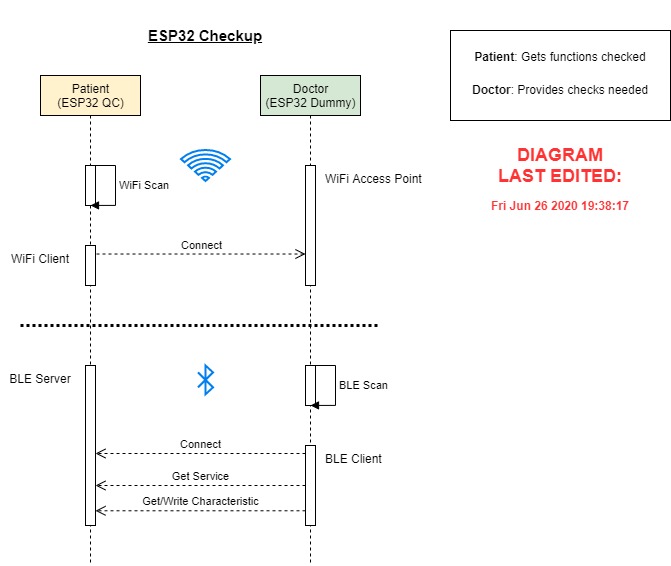 ESP32 Checkup
Patient: Gets functions checked
Doctor: Provides checks needed
Patient
(ESP32 QC)
Doctor
(ESP32 Dummy)
DIAGRAM
LAST EDITED:
Fri Jun 26 2020 19:38:17
WiFi Scan
WiFi Access Point
WiFi Client
Connect
BLE Server
BLE Scan
Connect
BLE Client
Get Service
Get/Write Characteristic